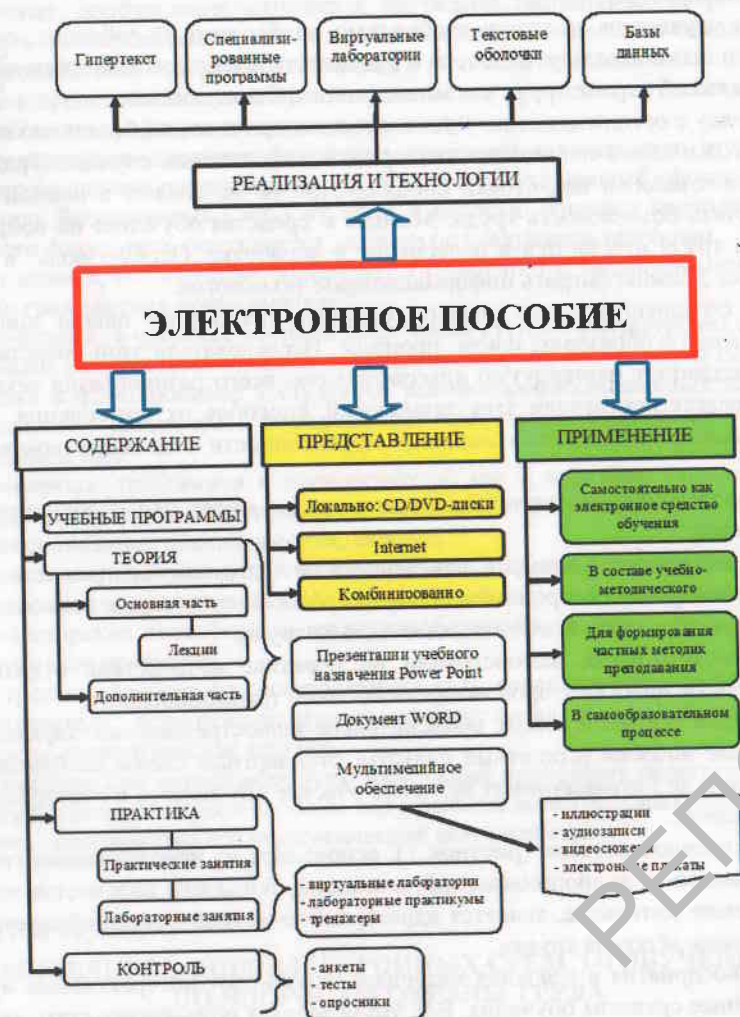 Гипертекст
Специализи-
рованные
программы
Виртуальные
лаборатории
Текстовые
оболочки
Базы
данных
РЕАЛИЗАЦИЯ И ТЕХНОЛОГИИ
ЭЛЕКТРОННОЕ ПОСОБИЕ
СОДЕРЖАНИЕ
УЧЕБНЫЕ ПРОГРАММЫ
ТЕОРИЯ
Основная часть
Лекции
Дополнительная часть
ПРАКТИКА
Практические занятия
Лабораторные занятия
КОНТРОЛЬ
ПРЕДСТАВЛЕНИЕ
Локально: CD/DVD-диски
Internet
Комбинированно
Презентации учебного
назначения Power Point
Документ WORD
Мультимедийное
обеспечение
- виртуальные лаборатории
- лабораторные практикумы
- тренажеры
- анкеты
- тесты
- опросники
ПРИМЕНЕНИЕ
Самостоятельно как
электронное средство
обучения
В составе учебно-
методического
Для формирования
частных методик
преподавания
В самообразовательном
процессе
- иллюстрации
- аудиозаписи
- видеосюжеты
- электронные плакаты
РЕПО